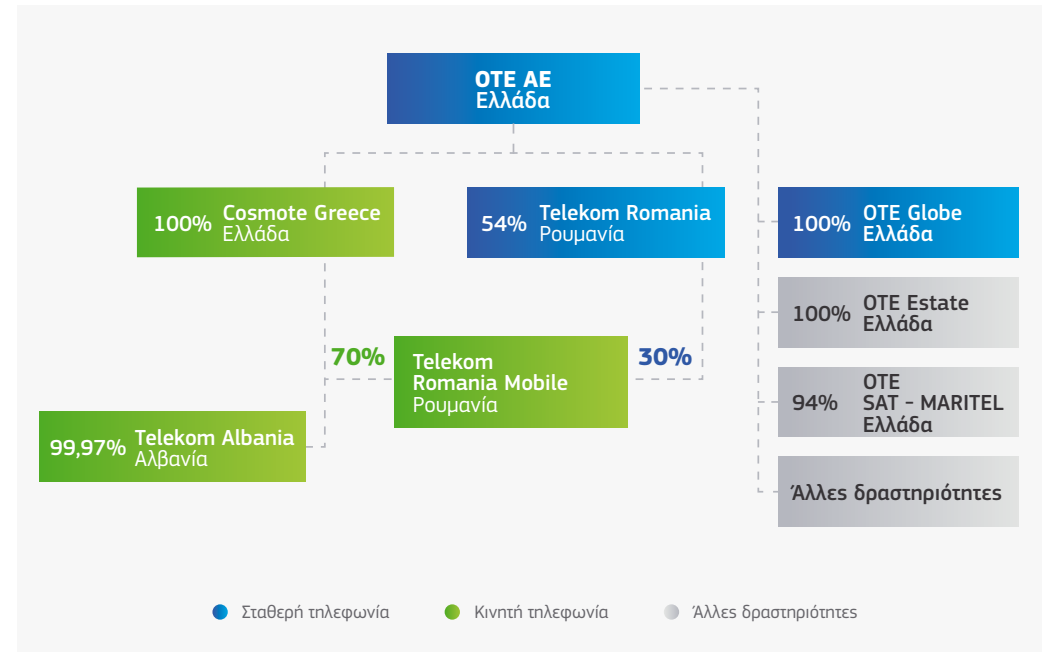 ΟΤΕ ΑΕ
Ελλάδα
100% Cosmote Greece
Ελλάδα
54% Telekom Romania
Ρουμανία
100% OTE Globe
Ελλάδα
100% OTE Estate
Ελλάδα
70%
Telekom
Romania Mobile
Ρουμανία
30%
94% OTE
SAT - MARITEL
Ελλάδα
99,97% Telekom Albania
Αλβανία
Άλλες δραστηριότητες
Σταθερή τηλεφωνία
Κινητή τηλεφωνία
Άλλες δραστηριότητες